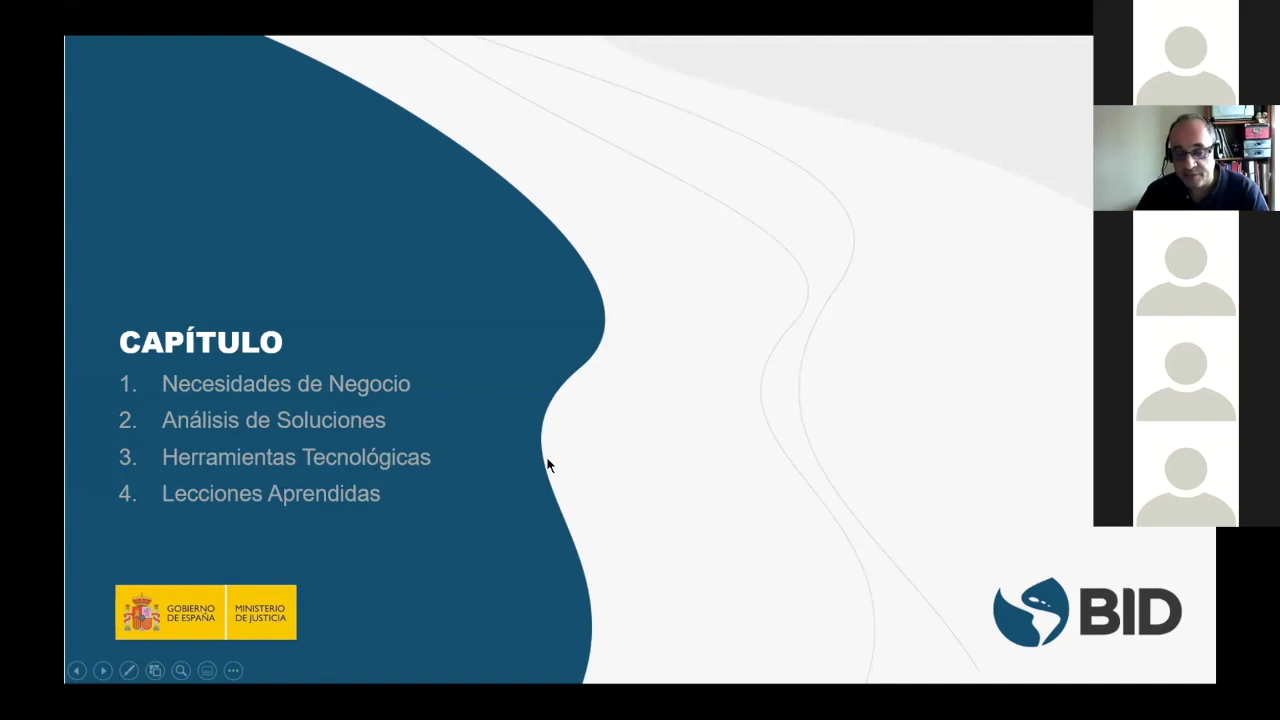 CAPÍTULO
1. Necesidades de Negocio
2. Análisis de Soluciones
3. Herramientas Tecnológicas
4. Lecciones Aprendidas
GOBIERNO
DE ESPAÑA
MINISTERIO
DE JUSTICIA
BID